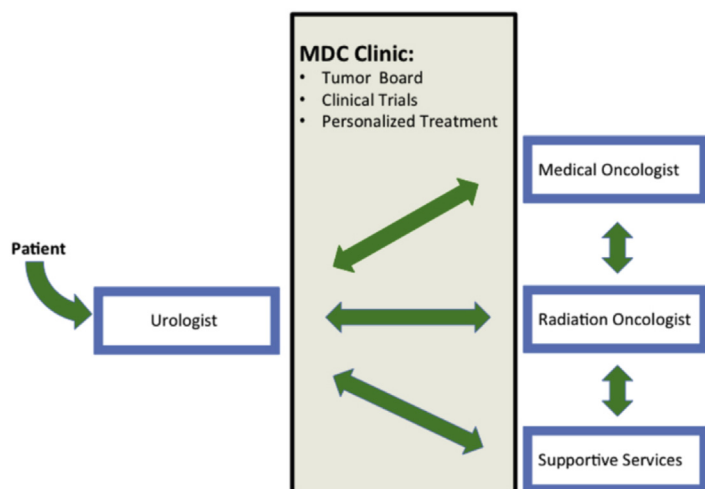 MDC Clinic:
• Tumor Board
• Clinical Trials
• Personalized Treatment
Medical Oncologist
Patient
Urologist
Radiation Oncologist
Supportive Services